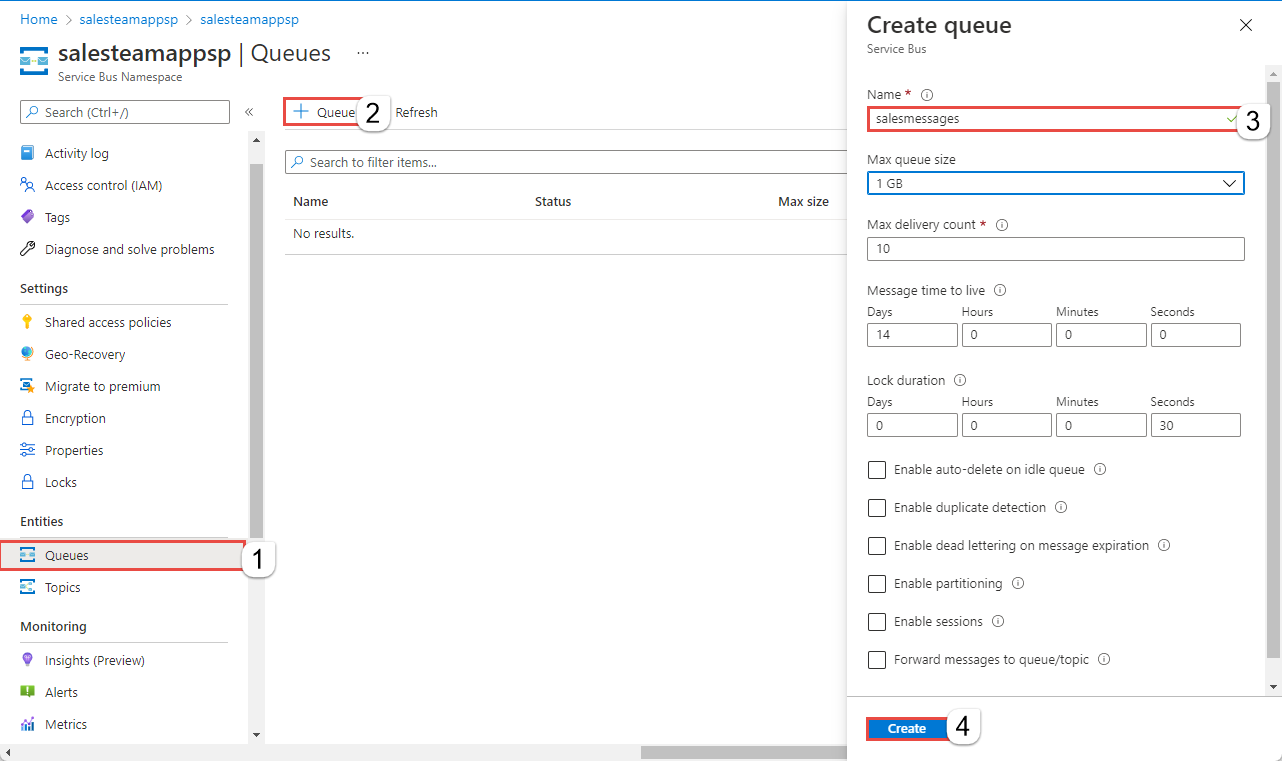 Home > salesteamappsp > salesteamappsp
salesteamappsp | Queues ...
Service Bus Namespace
Search (Ctrl+/)
«
Activity log
Access control (IAM)
Tags
Diagnose and solve problems
Settings
Shared access policies
Geo-Recovery
Migrate to premium
Encryption
Properties
Locks
Entities
Queues
1
Topics
Monitoring
Insights (Preview)
Alerts
Metrics
+ Queue
2
Refresh
Search to filter items...
Name Status Max size
No results.
Create queue
Service Bus
Name *
salesmessages
3
Max queue size
1 GB
Max delivery count *
10
Message time to live
Days Hours Minutes Seconds
14 0 0 0
Lock duration
Days Hours Minutes Seconds
0 0 0 30
Enable auto-delete on idle queue
Enable duplicate detection
Enable dead lettering on message expiration
Enable partitioning
Enable sessions
Forward messages to queue/topic
Create
4